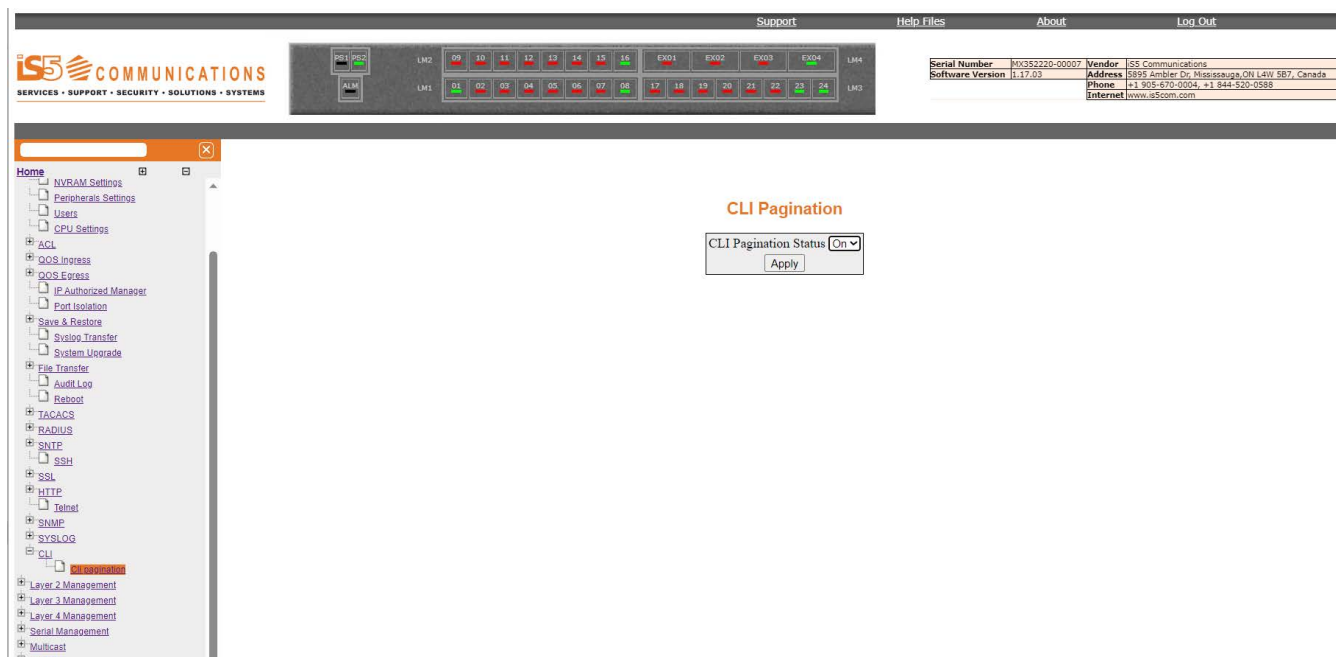 Support Help Files About Log Out
iS5 COMMUNICATIONS
SERVICES • SUPPORT • SECURITY • SOLUTIONS • SYSTEMS
PS1 PS2 LM2 09 10 11 12 13 14 15 16 EX01 EX02 EX03 EX04 LM4
ALM LM1 01 02 03 04 05 06 07 08 17 18 19 20 21 22 23 24 LM3
Serial Number MX352220-00007 Vendor iS5 Communications
Software Version 1.17.03 Address 5895 Ambler Dr, Mississauga,ON L4W 5B7, Canada
Phone +1 905-670-0004, +1 844-520-0588
Internet www.is5com.com
Home
NVRAM Settings
Peripherals Settings
Users
CPU Settings
ACL
QOS Ingress
QOS Egress
IP Authorized Manager
Port Isolation
Save & Restore
Syslog Transfer
System Upgrade
File Transfer
Audit Log
Reboot
TACACS
RADIUS
SNTP
SSH
SSL
HTTP
Telnet
SNMP
SYSLOG
CLI
Cli pagination
Layer 2 Management
Layer 3 Management
Layer 4 Management
Serial Management
Multicast
CLI Pagination
CLI Pagination Status On
Apply